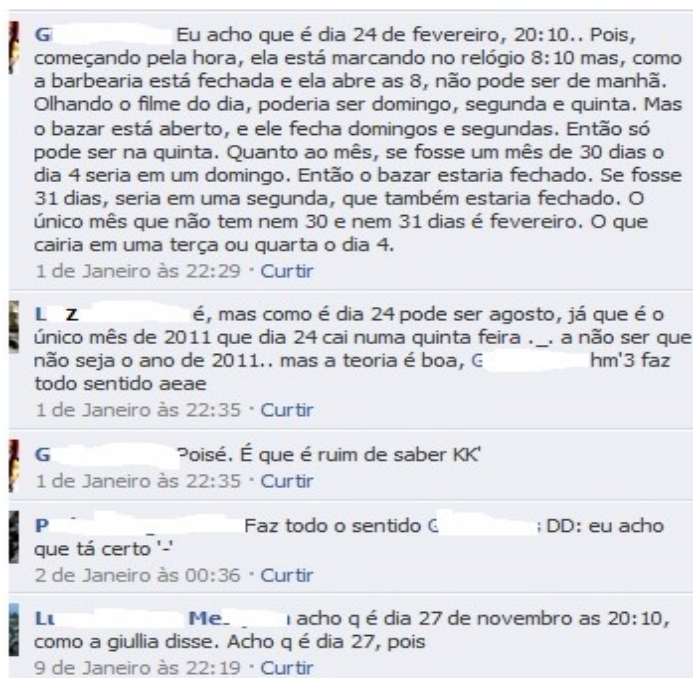 G Eu acho que é dia 24 de fevereiro, 20:10.. Pois,
começando pela hora, ela está marcando no relógio 8:10 mas, como
a barbearia está fechada e ela abre as 8, não pode ser de manhã.
Olhando o filme do dia, poderia ser domingo, segunda e quinta. Mas
o bazar está aberto, e ele fecha domingos e segundas. Então só
pode ser na quinta. Quanto ao mês, se fosse um mês de 30 dias o
dia 4 seria em um domingo. Então o bazar estaria fechado. Se fosse
31 dias, seria em uma segunda, que também estaria fechado. O
único mês que não tem nem 30 e nem 31 dias é fevereiro. O que
cairia em uma terça ou quarta o dia 4.
1 de Janeiro às 22:29 · Curtir
L z é, mas como é dia 24 pode ser agosto, já que é o
único mês de 2011 que dia 24 cai numa quinta feira ._. a não ser que
não seja o ano de 2011.. mas a teoria é boa, G hm'3 faz
todo sentido aeae
1 de Janeiro às 22:35 · Curtir
G Poisé. É que é ruim de saber KK'
1 de Janeiro às 22:35 · Curtir
P Faz todo o sentido G s DD: eu acho
que tá certo '-'
2 de Janeiro às 00:36 · Curtir
Lu Me acho q é dia 27 de novembro as 20:10,
como a giullia disse. Acho q é dia 27, pois
9 de Janeiro às 22:19 · Curtir